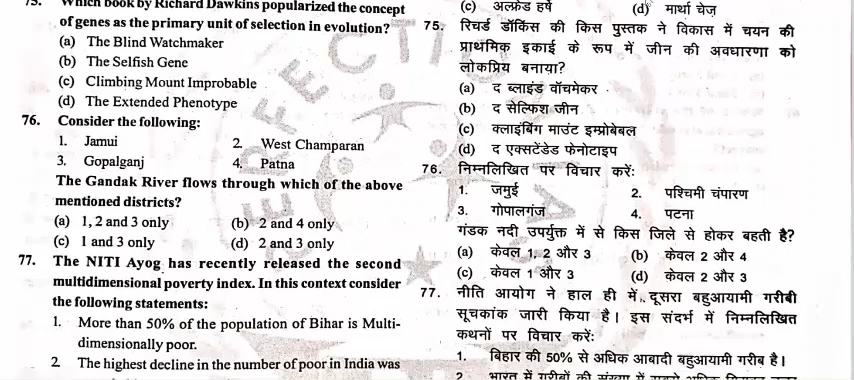 75. Which book by Richard Dawkins popularized the concept
of genes as the primary unit of selection in evolution?
(a) The Blind Watchmaker
(b) The Selfish Gene
(c) Climbing Mount Improbable
(d) The Extended Phenotype
76. Consider the following:
1. Jamui 2. West Champaran
3. Gopalganj 4. Patna
The Gandak River flows through which of the above
mentioned districts?
(a) 1, 2 and 3 only (b) 2 and 4 only
(c) 1 and 3 only (d) 2 and 3 only
77. The NITI Ayog has recently released the second
multidimensional poverty index. In this context consider
the following statements:
1. More than 50% of the population of Bihar is Multi-
dimensionally poor.
2. The highest decline in the number of poor in India was
(c) अल्फ्रेड हर्षे (d) मार्था चेज़
75. रिचर्ड डॉकिंस की किस पुस्तक ने विकास में चयन की
प्राथमिक इकाई के रूप में जीन की अवधारणा को
लोकप्रिय बनाया?
(a) द ब्लाइंड वॉचमेकर
(b) द सेल्फिश जीन
(c) क्लाइंबिंग माउंट इम्प्रोबेबल
(d) द एक्सटेंडेड फेनोटाइप
76. निम्नलिखित पर विचार करें:
1. जमुई 2. पश्चिमी चंपारण
3. गोपालगंज 4. पटना
गंडक नदी उपर्युक्त में से किस जिले से होकर बहती है?
(a) केवल 1, 2 और 3 (b) केवल 2 और 4
(c) केवल 1 और 3 (d) केवल 2 और 3
77. नीति आयोग ने हाल ही में दूसरा बहुआयामी गरीबी
सूचकांक जारी किया है। इस संदर्भ में निम्नलिखित
कथनों पर विचार करें:
1. बिहार की 50% से अधिक आबादी बहुआयामी गरीब है।
2. भारत में गरीबों की संख्या में सबसे अधिक